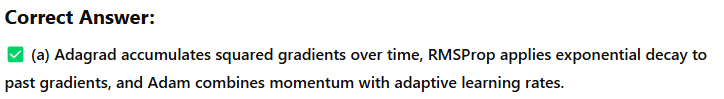 Correct Answer:
✅ (a) Adagrad accumulates squared gradients over time, RMSProp applies exponential decay to
past gradients, and Adam combines momentum with adaptive learning rates.